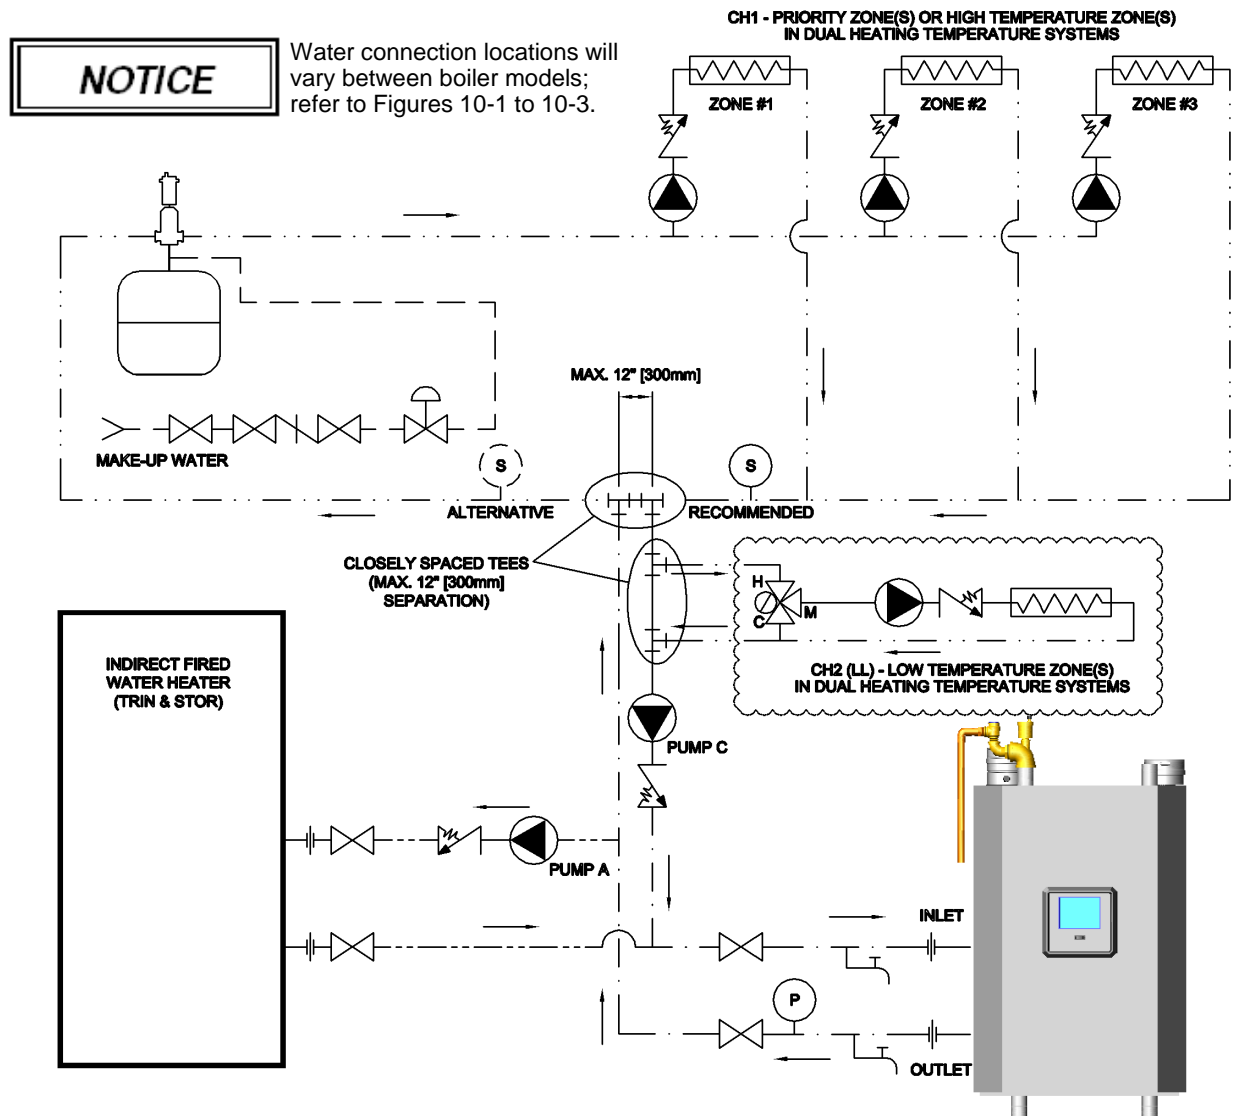 CH1 - PRIORITY ZONE(S) OR HIGH TEMPERATURE ZONE(S)
IN DUAL HEATING TEMPERATURE SYSTEMS
NOTICE
Water connection locations will
vary between boiler models;
refer to Figures 10-1 to 10-3.
ZONE #1
ZONE #2
ZONE #3
MAX. 12" [300mm]
MAKE-UP WATER
S
S
ALTERNATIVE
RECOMMENDED
CLOSELY SPACED TEES
(MAX. 12" [300mm]
SEPARATION)
H
M
C
CH2 (LL) - LOW TEMPERATURE ZONE(S)
IN DUAL HEATING TEMPERATURE SYSTEMS
INDIRECT FIRED
WATER HEATER
(TRIN & STOR)
PUMP C
PUMP A
INLET
P
OUTLET